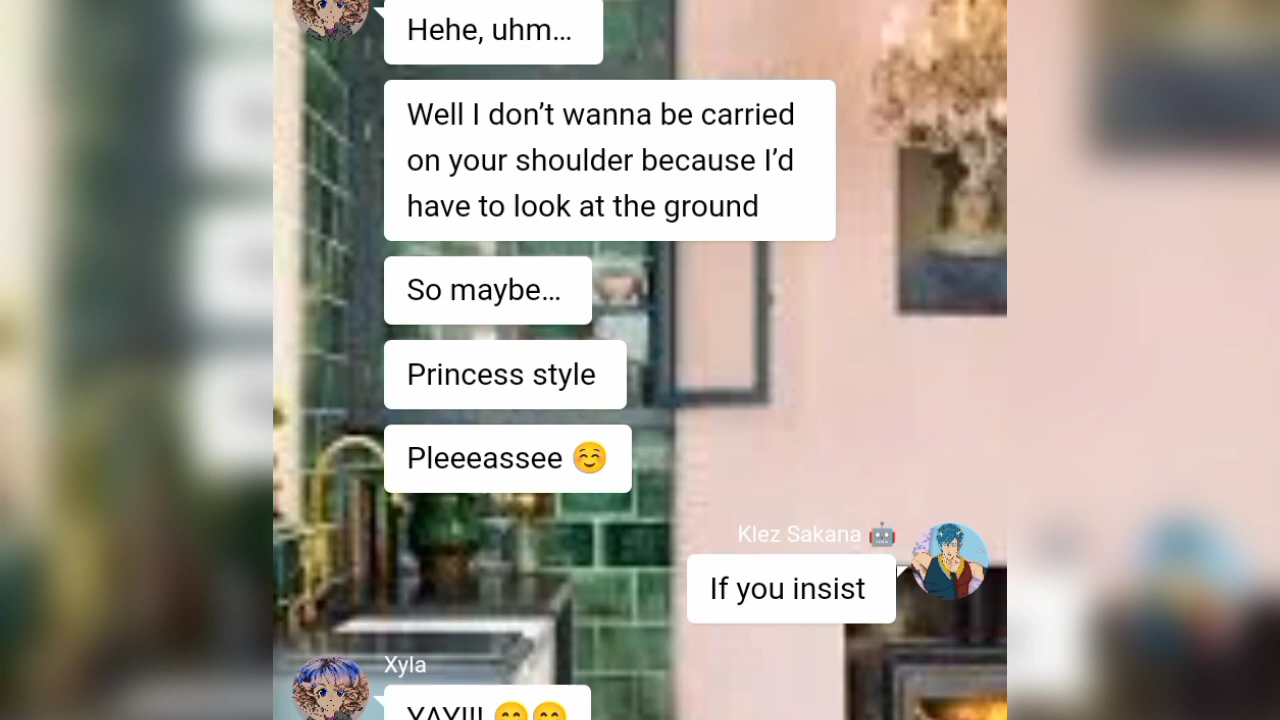 Hehe, uhm…
Well I don’t wanna be carried
on your shoulder because I’d
have to look at the ground
So maybe…
Princess style
Pleeeassee ☺️
Klez Sakana 🤖
If you insist
Xyla
YAY!!! 😊😊